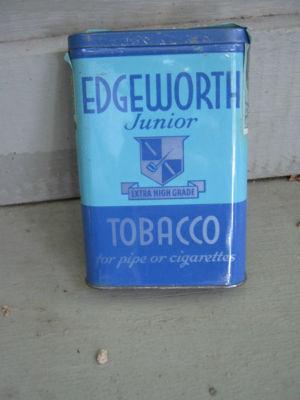 EDGEWORTH
Junior
EXTRA HIGH GRADE
TOBACCO
for pipe or cigarettes